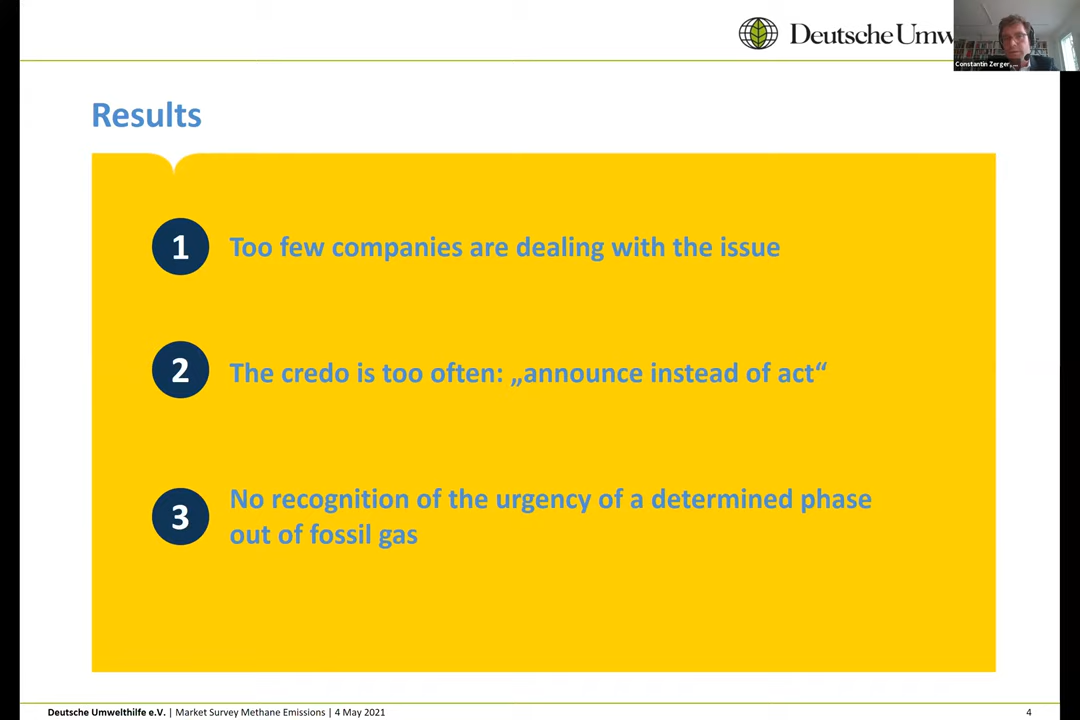 Deutsche Umw
Constantin Zerger,...
Results
1
Too few companies are dealing with the issue
2
The credo is too often: „announce instead of act“
3
No recognition of the urgency of a determined phase
out of fossil gas
Deutsche Umwelthilfe e.V. | Market Survey Methane Emissions | 4 May 2021
4